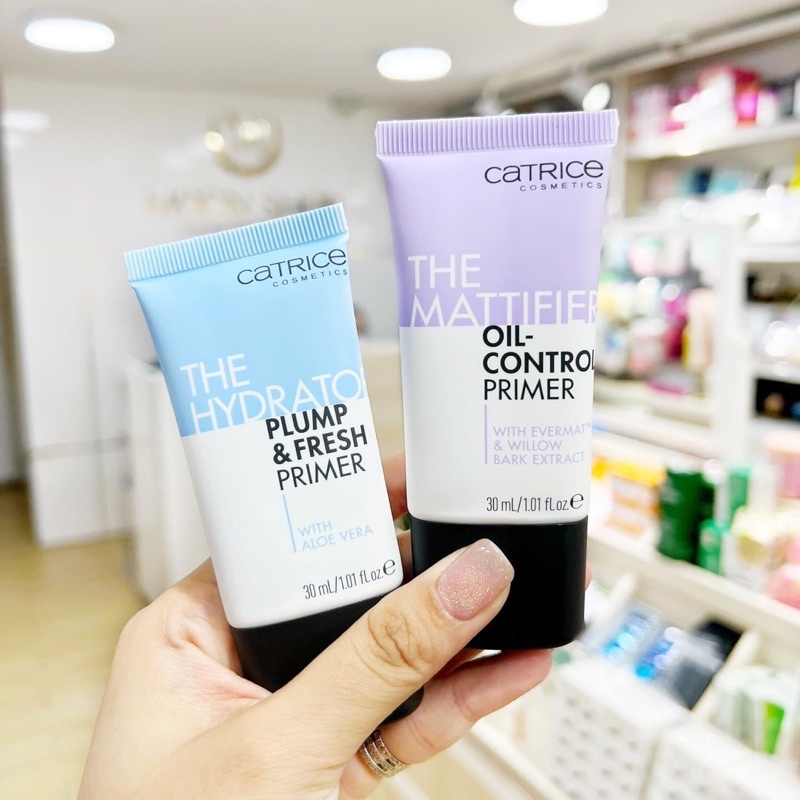 CATRICE
COSMETICS
THE
HYDRATOR
PLUMP
& FRESH
PRIMER
WITH
ALOE VERA
30 mL/1.01 fl.oz. e
CATRICE
COSMETICS
THE
MATTIFIER
OIL-
CONTROL
PRIMER
WITH EVERMAT™
& WILLOW
BARK EXTRACT
30 mL/1.01 fl.oz. e